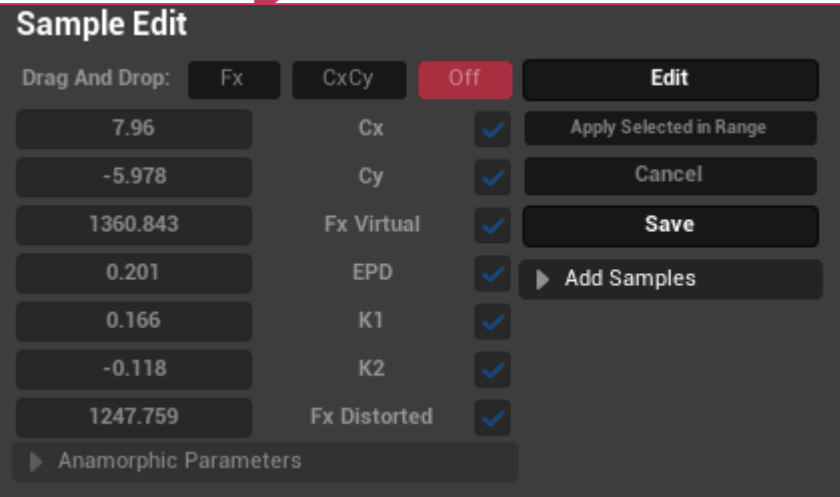 Sample Edit
Drag And Drop: Fx CxCy Off Edit
7.96 Cx Apply Selected in Range
-5.978 Cy Cancel
1360.843 Fx Virtual Save
0.201 EPD Add Samples
0.166 K1
-0.118 K2
1247.759 Fx Distorted
Anamorphic Parameters